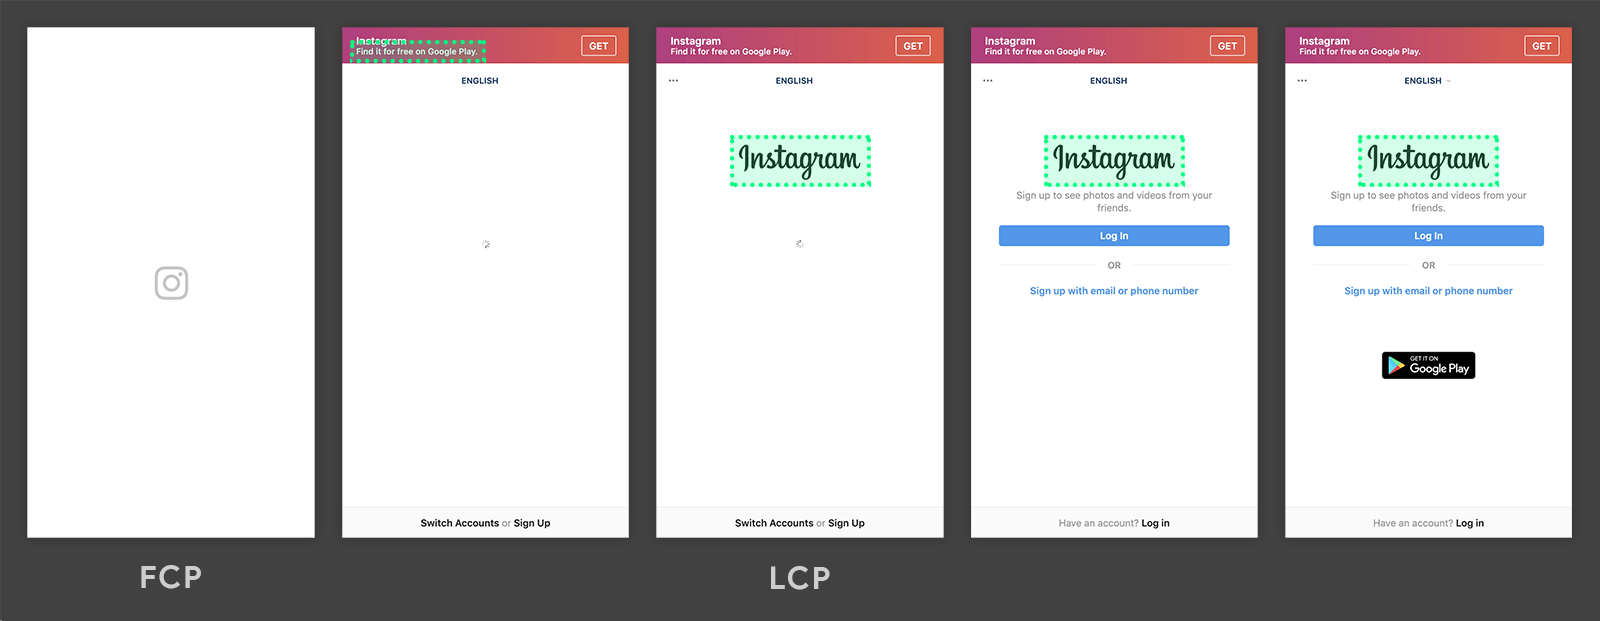 Instagram
Find it for free on Google Play.
GET
ENGLISH
Switch Accounts or Sign Up
Instagram
Find it for free on Google Play.
GET
ENGLISH
Instagram
Switch Accounts or Sign Up
Instagram
Find it for free on Google Play.
GET
ENGLISH
Instagram
Sign up to see photos and videos from your
friends.
Log In
OR
Sign up with email or phone number
Have an account? Log in
Instagram
Find it for free on Google Play.
GET
ENGLISH
Instagram
Sign up to see photos and videos from your
friends.
Log In
OR
Sign up with email or phone number
GET IT ON
Google Play
Have an account? Log in
FCP
LCP